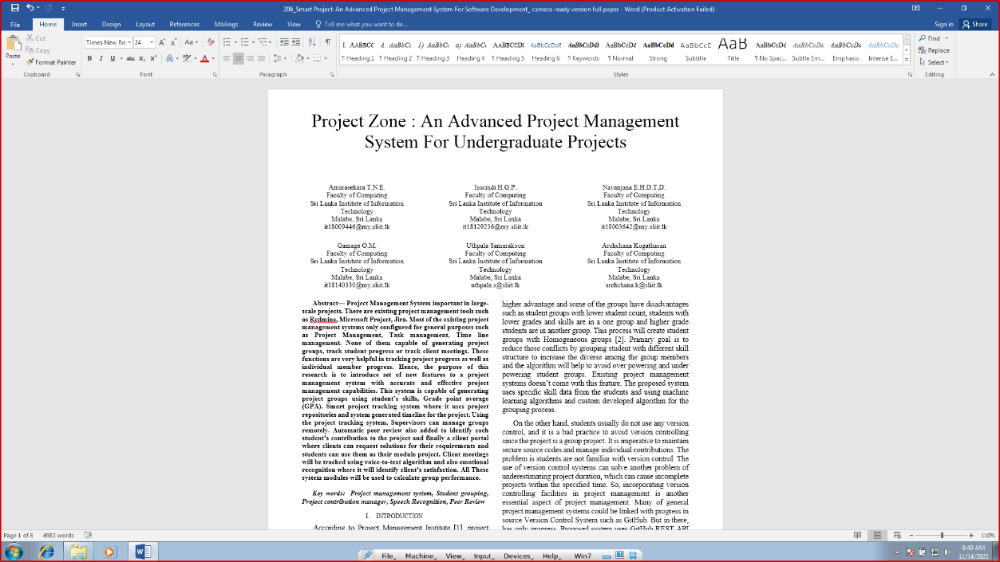 206_Smart Project-An Advanced Project Management System For Software Development_ camera-ready version full paper - Word (Product Activation Failed)
File Home Insert Design Layout References Mailings Review View Tell me what you want to do... Sign in Share
Paste
Cut
Copy
Format Painter
Clipboard
Times New Ro 24
Font
Paragraph
I. AABBC A. AaBbC 1) AaBbC a) AaBbC AABBCCDI AaBbCcDd AaBbCcDd AaBbCcDd AaBbCcDd AaBbCcD AaB AaBbCcDd AaBbCcDd AaBbCcDd AaBbCcDd
¶ Heading 1 ¶ Heading 2 ¶ Heading 3 Heading 4 ¶ Heading 5 Heading 6 ¶ Keywords ¶ Normal Strong Subtitle Title ¶ No Spac... Subtle Em... Emphasis Intense E...
Styles
Find
Replace
Select
Editing
Project Zone : An Advanced Project Management
System For Undergraduate Projects
Amarasekara T.N.E.
Faculty of Computing
Sri Lanka Institute of Information
Technology
Malabe, Sri Lanka
it18009446@my.sliit.lk
Isurindi H.G.P.
Faculty of Computing
Sri Lanka Institute of Information
Technology
Malabe, Sri Lanka
it18129236@my.sliit.lk
Navanjana E.H.D.T.D.
Faculty of Computing
Sri Lanka Institute of Information
Technology
Malabe, Sri Lanka
it18003642@my.sliit.lk
Gamage O.M.
Faculty of Computing
Sri Lanka Institute of Information
Technology
Malabe, Sri Lanka
it18140330@my.sliit.lk
Uthpala Samarakoon
Faculty of Computing
Sri Lanka Institute of Information
Technology
Malabe, Sri Lanka
uthpala.s@sliit.lk
Archchana Kugathasan
Faculty of Computing
Sri Lanka Institute of Information
Technology
Malabe, Sri Lanka
archchana.k@sliit.lk
Abstract— Project Management System important in large-
scale projects. There are existing project management tools such
as Redmine, Microsoft Project, Jira. Most of the existing project
management systems only configured for general purposes such
as Project Management, Task management, Time line
management. None of them capable of generating project
groups, track student progress or track client meetings. These
functions are very helpful in tracking project progress as well as
individual member progress. Hence, the purpose of this
research is to introduce set of new features to a project
management system with accurate and effective project
management capabilities. This system is capable of generating
project groups using student's skills, Grade point average
(GPA). Smart project tracking system where it uses project
repositories and system generated timeline for the project. Using
the project tracking system, Supervisors can manage groups
remotely. Automatic peer review also added to identify each
student's contribution to the project and finally a client portal
where clients can request solutions for their requirements and
students can use them as their module project. Client meetings
will be tracked using voice-to-text algorithm and also emotional
recognition where it will identify client's satisfaction. All These
system modules will be used to calculate group performance.
Key words: Project management system, Student grouping,
Project contribution manager, Speech Recognition, Peer Review
I. INTRODUCTION
According to Project Management Institute [1], project
higher advantage and some of the groups have disadvantages
such as student groups with lower student count, students with
lower grades and skills are in a one group and higher grade
students are in another group. This process will create student
groups with Homogeneous groups [2]. Primary goal is to
reduce those conflicts by grouping student with different skill
structure to increase the diverse among the group members
and the algorithm will help to avoid over powering and under
powering student groups. Existing project management
systems doesn't come with this feature. The proposed system
uses specific skill data from the students and using machine
learning algorithms and custom developed algorithm for the
grouping process.
On the other hand, students usually do not use any version
control, and it is a bad practice to avoid version controlling
since the project is a group project. It is imperative to maintain
secure source codes and manage individual contributions. The
problem is students are not familiar with version control. The
use of version control systems can solve another problem of
underestimating project duration, which can cause incomplete
projects within the specified time. So, incorporating version
controlling facilities in project management is another
essential aspect of project management. Many of general
project management systems could be linked with progress in
source Version Control System such as GitHub. But in there,
has only progress. Proposed system uses GitHub REST API
Page 1 of 6 4982 words 110%
File Machine View Input Devices Help Win7
8:49 AM
11/14/2021